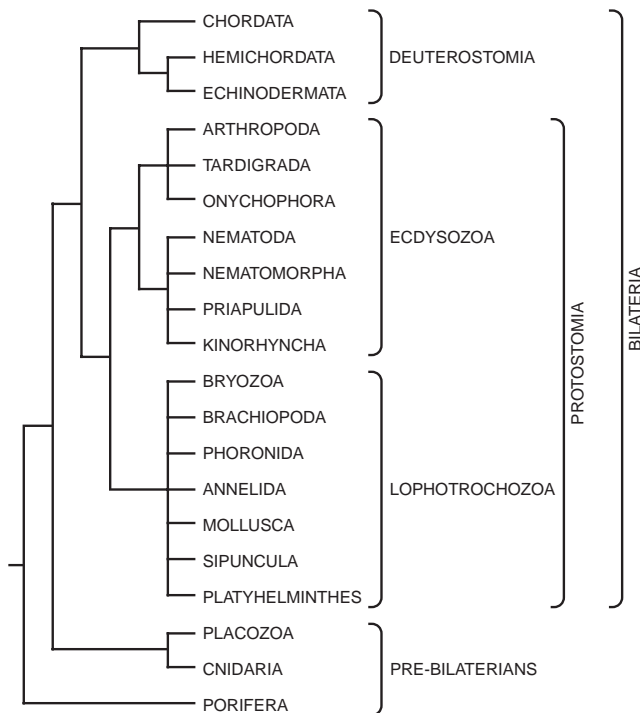 CHORDATA
HEMICHORDATA
DEUTEROSTOMIA
ECHINODERMATA
ARTHROPODA
TARDIGRADA
ONYCHOPHORA
NEMATODA
ECDYSOZOA
NEMATOMORPHA
PRIAPULIDA
KINORHYNCHA
BRYOZOA
BRACHIOPODA
PHORONIDA
ANNELIDA
LOPHOTROCHOZOA
MOLLUSCA
SIPUNCULA
PLATYHELMINTHES
PROTOSTOMIA
BILATERIA
PLACOZOA
CNIDARIA
PRE-BILATERIANS
PORIFERA